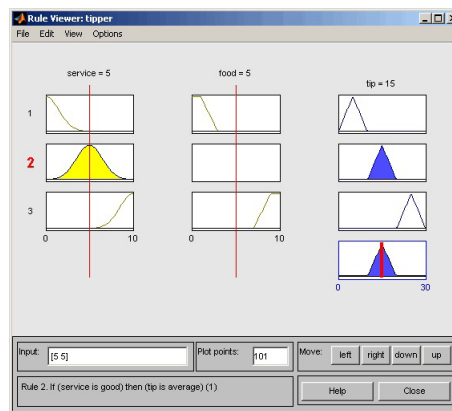 Rule Viewer: tipper
File Edit View Options
service = 5 food = 5 tip = 15
1
2
3
0 10 0 10
0 30
Input: [5 5] Plot points: 101 Move: left right down up
Rule 2. If (service is good) then (tip is average) (1) Help Close